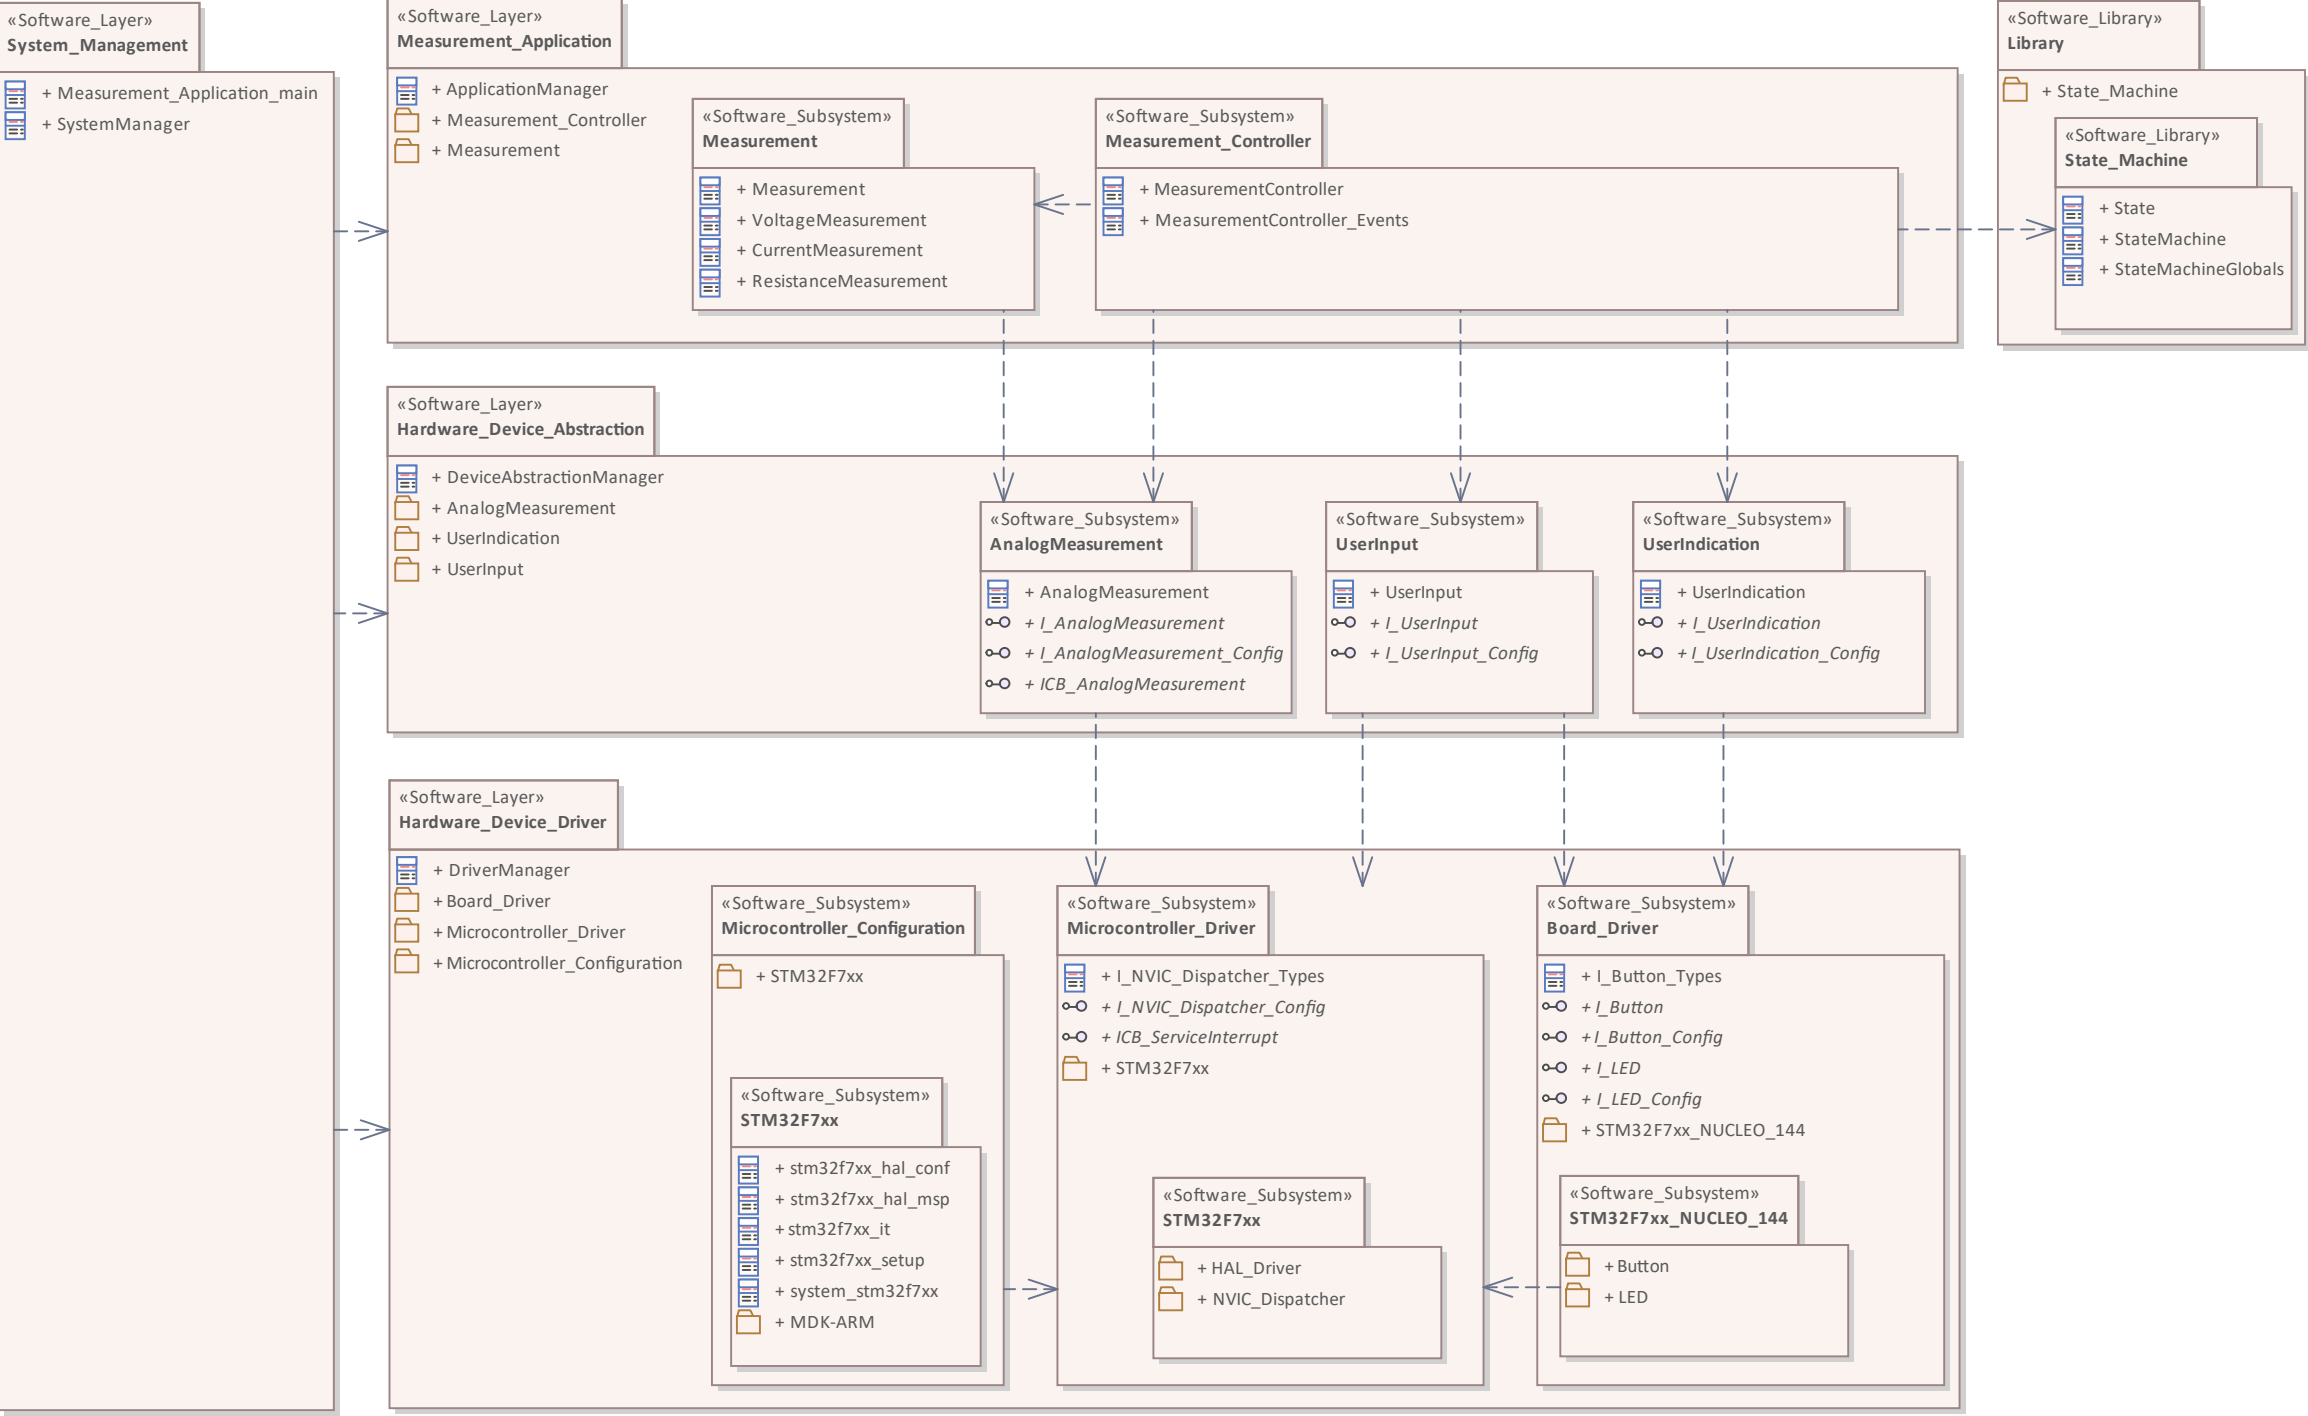 «Software_Layer»
System_Management
+ Measurement_Application_main
+ SystemManager
«Software_Layer»
Measurement_Application
+ ApplicationManager
+ Measurement_Controller
+ Measurement
«Software_Subsystem»
Measurement
+ Measurement
+ VoltageMeasurement
+ CurrentMeasurement
+ ResistanceMeasurement
«Software_Subsystem»
Measurement_Controller
+ MeasurementController
+ MeasurementController_Events
«Software_Library»
Library
+ State_Machine
«Software_Library»
State_Machine
+ State
+ StateMachine
+ StateMachineGlobals
«Software_Layer»
Hardware_Device_Abstraction
+ DeviceAbstractionManager
+ AnalogMeasurement
+ UserIndication
+ UserInput
«Software_Subsystem»
AnalogMeasurement
+ AnalogMeasurement
+ I_AnalogMeasurement
+ I_AnalogMeasurement_Config
+ ICB_AnalogMeasurement
«Software_Subsystem»
UserInput
+ UserInput
+ I_UserInput
+ I_UserInput_Config
«Software_Subsystem»
UserIndication
+ UserIndication
+ I_UserIndication
+ I_UserIndication_Config
«Software_Layer»
Hardware_Device_Driver
+ DriverManager
+ Board_Driver
+ Microcontroller_Driver
+ Microcontroller_Configuration
«Software_Subsystem»
Microcontroller_Configuration
+ STM32F7xx
«Software_Subsystem»
STM32F7xx
+ stm32f7xx_hal_conf
+ stm32f7xx_hal_msp
+ stm32f7xx_it
+ stm32f7xx_setup
+ system_stm32f7xx
+ MDK-ARM
«Software_Subsystem»
Microcontroller_Driver
+ I_NVIC_Dispatcher_Types
+ I_NVIC_Dispatcher_Config
+ ICB_ServiceInterrupt
+ STM32F7xx
«Software_Subsystem»
STM32F7xx
+ HAL_Driver
+ NVIC_Dispatcher
«Software_Subsystem»
Board_Driver
+ I_Button_Types
+ I_Button
+ I_Button_Config
+ I_LED
+ I_LED_Config
+ STM32F7xx_NUCLEO_144
«Software_Subsystem»
STM32F7xx_NUCLEO_144
+ Button
+ LED